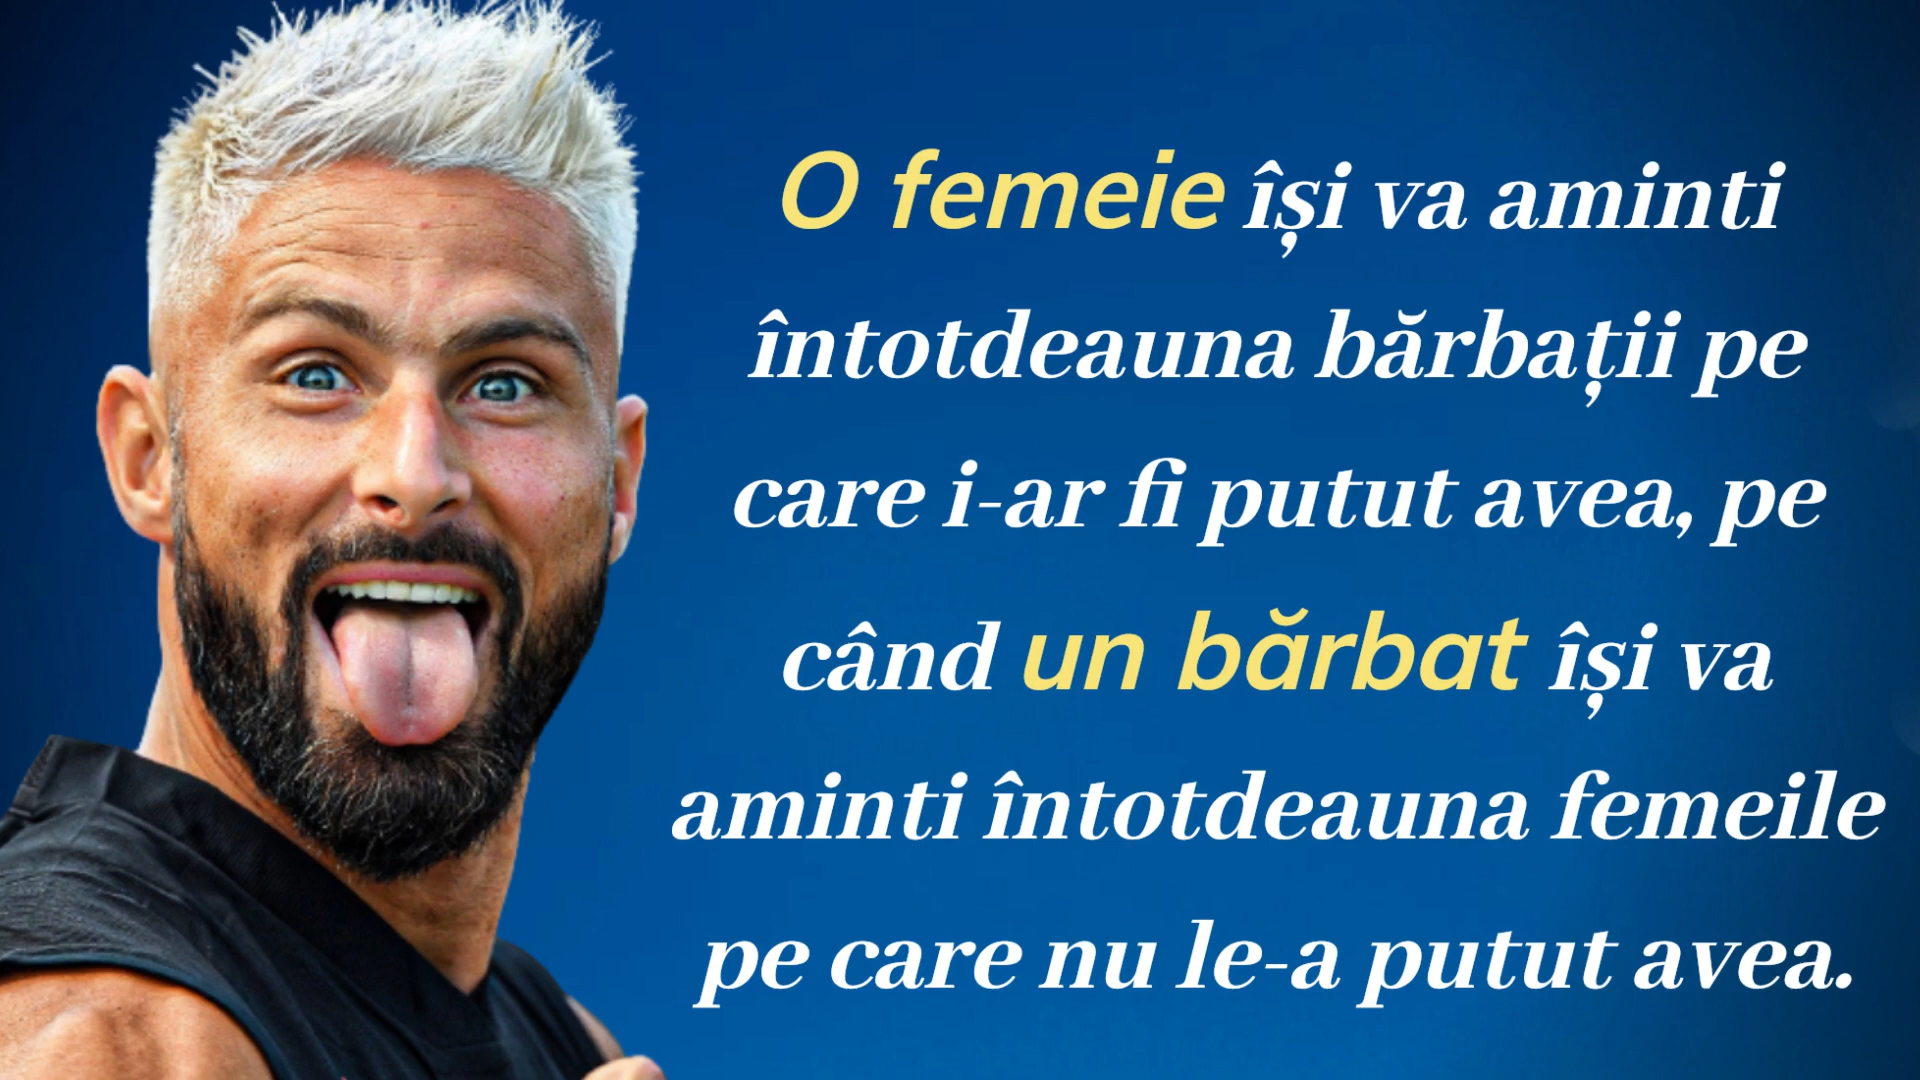 O femeie își va aminti
întotdeauna bărbații pe
care i-ar fi putut avea, pe
când un bărbat își va
aminti întotdeauna femeile
pe care nu le-a putut avea.